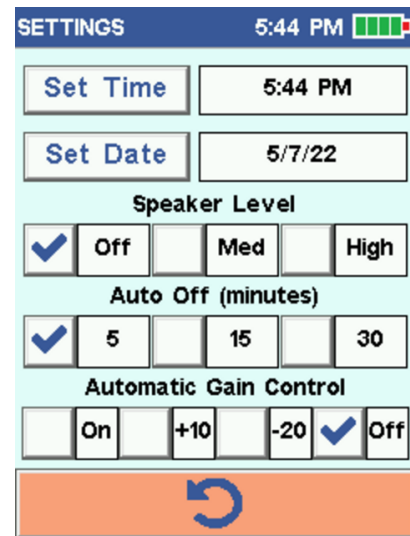 SETTINGS 5:44 PM
Set Time 5:44 PM
Set Date 5/7/22
Speaker Level
Off Med High
Auto Off (minutes)
5 15 30
Automatic Gain Control
On +10 -20 Off